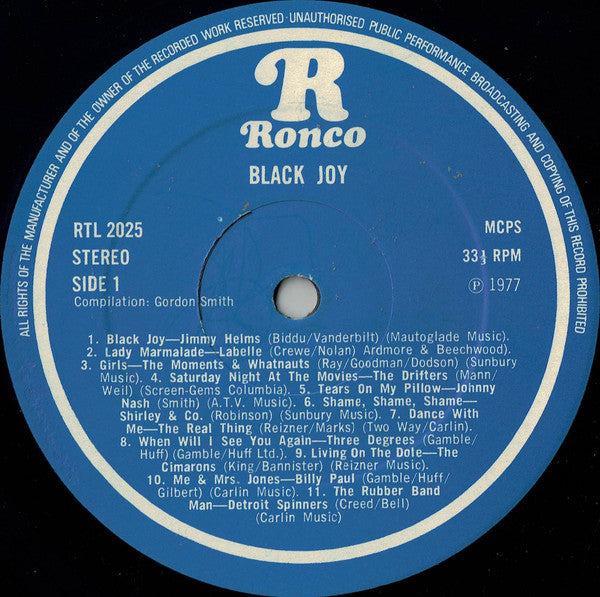 ALL RIGHTS OF THE MANUFACTURER AND OF THE OWNER OF THE RECORDED WORK RESERVED · UNAUTHORISED PUBLIC PERFORMANCE BROADCASTING AND COPYING OF THIS RECORD PROHIBITED
R
Ronco
BLACK JOY
RTL 2025
STEREO
SIDE 1
Compilation: Gordon Smith
MCPS
33⅓ RPM
℗ 1977
1. Black Joy—Jimmy Helms (Biddu/Vanderbilt) (Mautoglade Music).
2. Lady Marmalade—Labelle (Crewe/Nolan) Ardmore & Beechwood).
3. Girls—The Moments & Whatnauts (Ray/Goodman/Dodson) (Sunbury
Music). 4. Saturday Night At The Movies—The Drifters (Mann/
Weil) (Screen-Gems Columbia). 5. Tears On My Pillow—Johnny
Nash (Smith) (A.T.V. Music). 6. Shame, Shame, Shame—
Shirley & Co. (Robinson) (Sunbury Music). 7. Dance With
Me—The Real Thing (Reizner/Marks) (Two Way/Carlin).
8. When Will I See You Again—Three Degrees (Gamble/
Huff) (Gamble/Huff Ltd.). 9. Living On The Dole—The
Cimarons (King/Bannister) (Reizner Music).
10. Me & Mrs. Jones—Billy Paul (Gamble/Huff/
Gilbert) (Carlin Music). 11. The Rubber Band
Man—Detroit Spinners (Creed/Bell)
(Carlin Music)